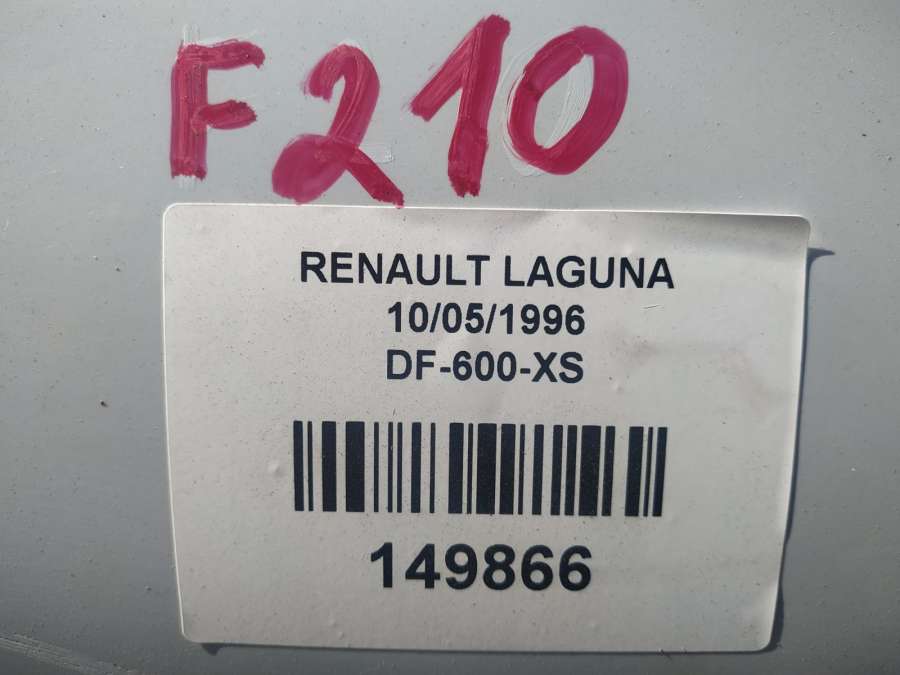 F210
RENAULT LAGUNA
10/05/1996
DF-600-XS
149866